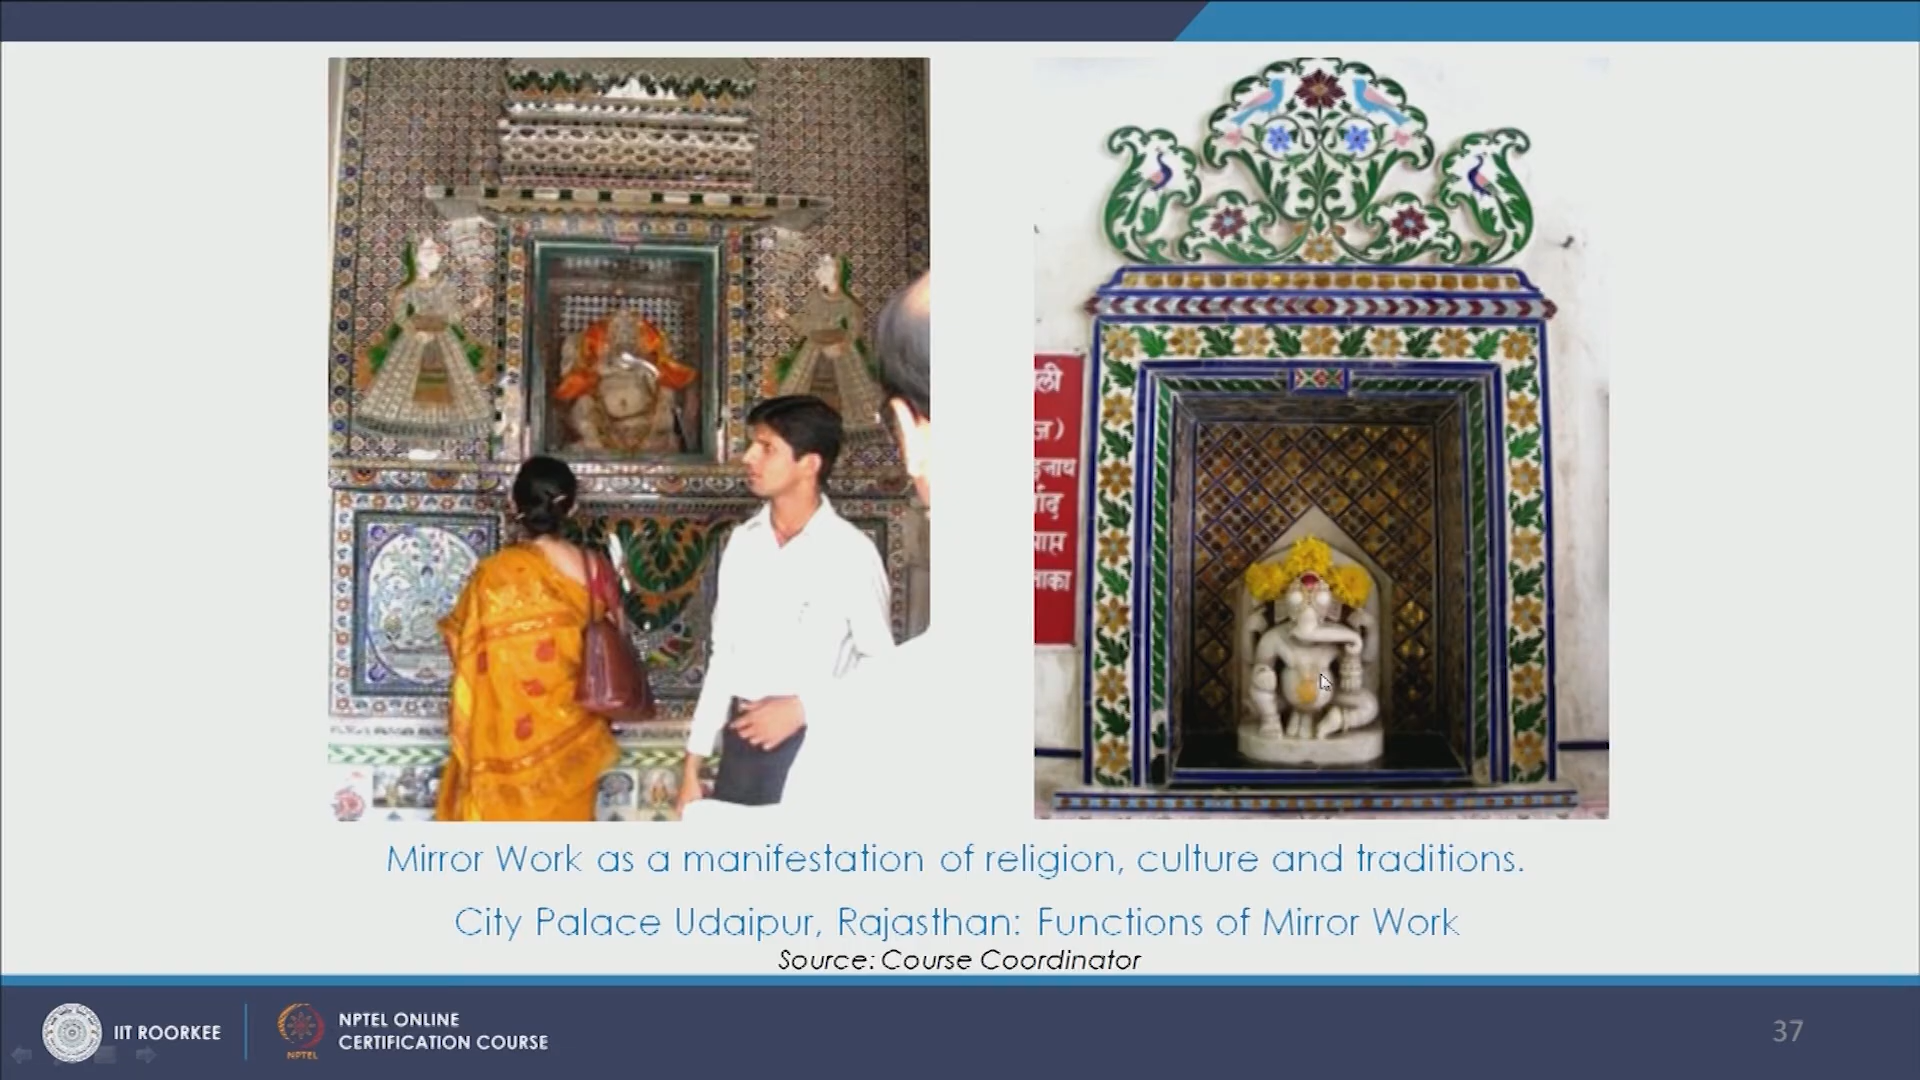 ली
ज)
नाथ
र्वाद
प्राप्त
नाका
Mirror Work as a manifestation of religion, culture and traditions.
City Palace Udaipur, Rajasthan: Functions of Mirror Work
Source: Course Coordinator
IIT ROORKEE
NPTEL
NPTEL ONLINE
CERTIFICATION COURSE
37